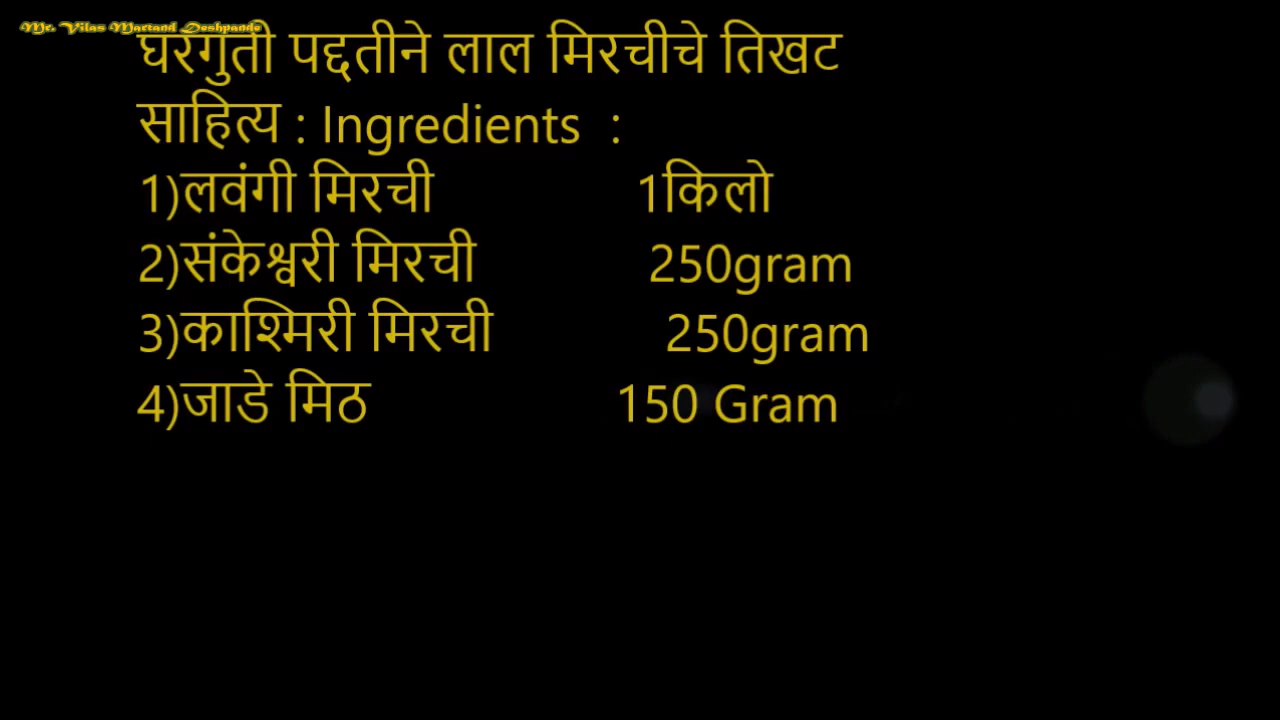 Mr. Vilas Martand Deshpande
घरगुती पद्दतीने लाल मिरचीचे तिखट
साहित्य : Ingredients :
1)लवंगी मिरची 1किलो
2)संकेश्वरी मिरची 250gram
3)काश्मिरी मिरची 250gram
4)जाडे मिठ 150 Gram